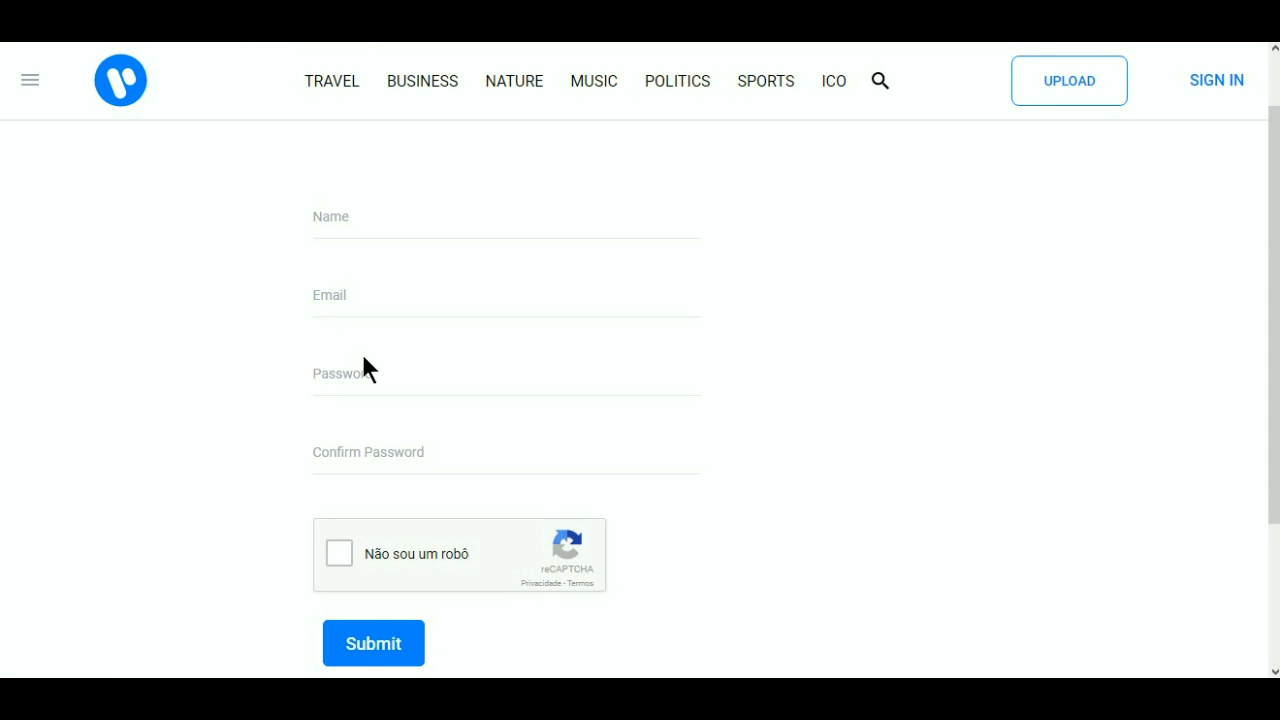 TRAVEL BUSINESS NATURE MUSIC POLITICS SPORTS ICO UPLOAD SIGN IN
Name
Email
Password
Confirm Password
Não sou um robô
reCAPTCHA
Privacidade - Termos
Submit